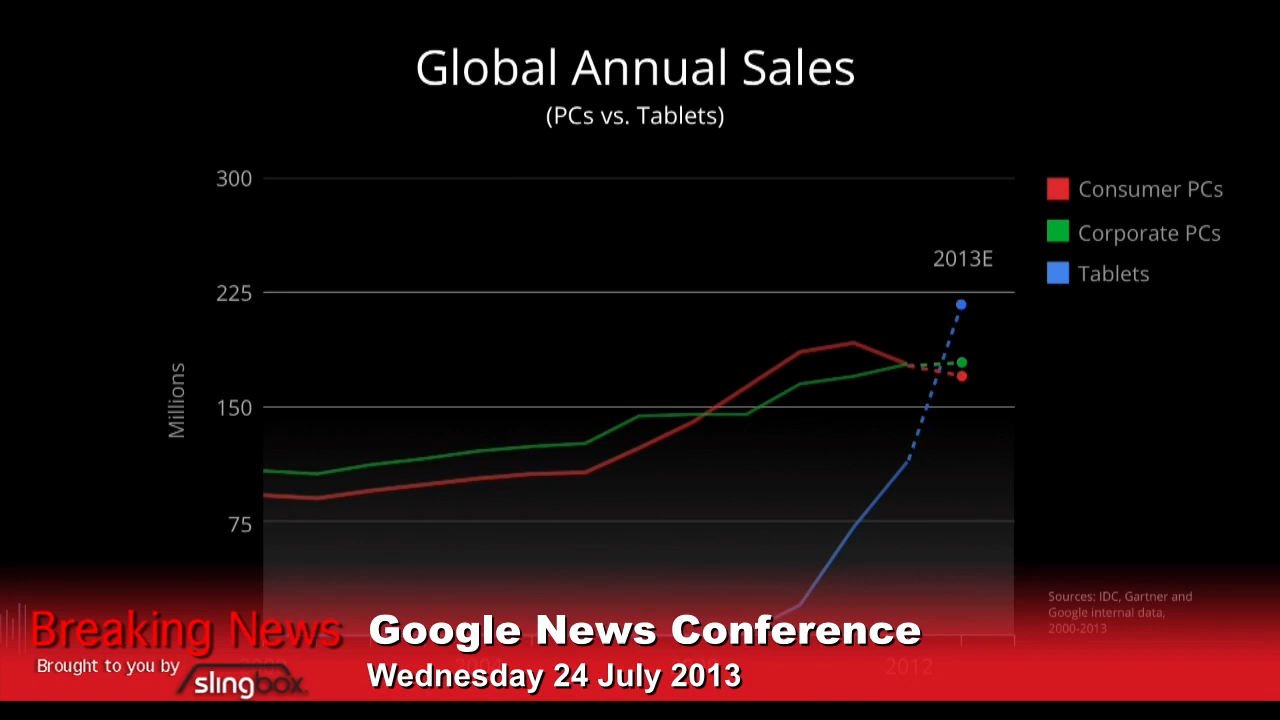 Global Annual Sales
(PCs vs. Tablets)
300
225
150
75
Millions
2013E
Consumer PCs
Corporate PCs
Tablets
Sources: IDC, Gartner and
Google internal data,
2000-2013
2012
Breaking News
Brought to you by
slingbox
Google News Conference
Wednesday 24 July 2013